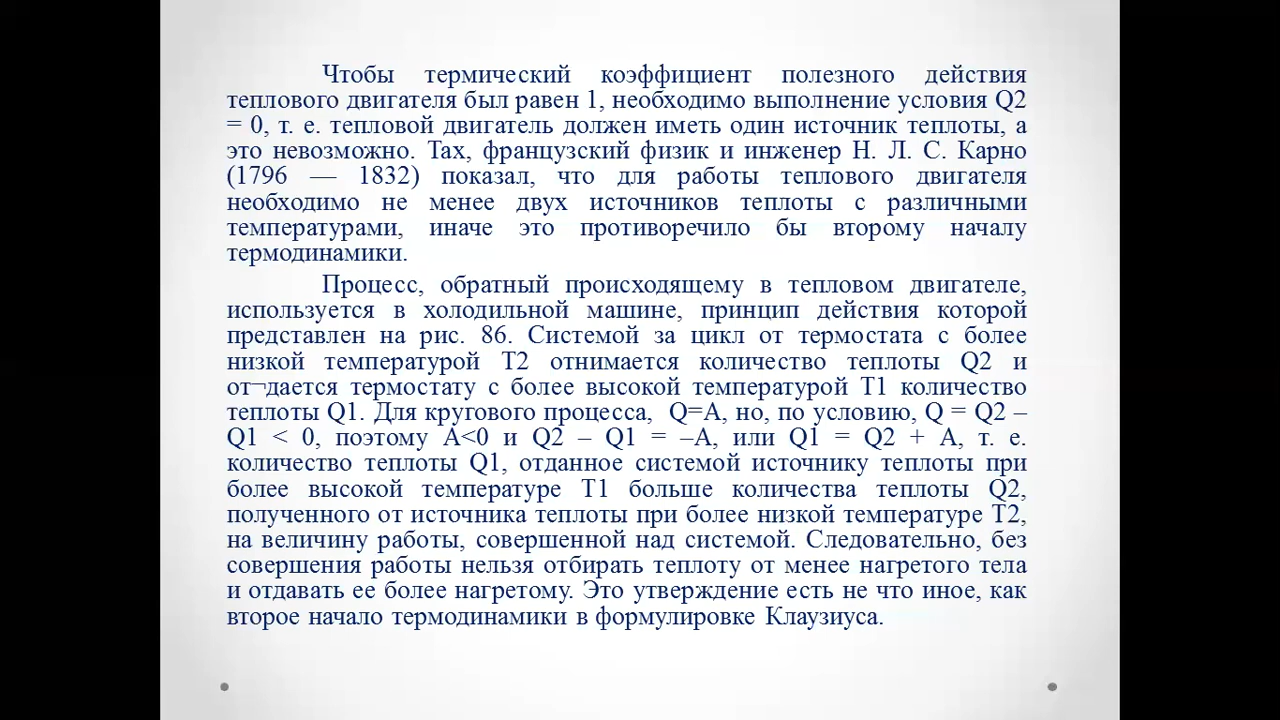 Чтобы термический коэффициент полезного действия
теплового двигателя был равен 1, необходимо выполнение условия Q2
= 0, т. е. тепловой двигатель должен иметь один источник теплоты, а
это невозможно. Тах, французский физик и инженер Н. Л. С. Карно
(1796 — 1832) показал, что для работы теплового двигателя
необходимо не менее двух источников теплоты с различными
температурами, иначе это противоречило бы второму началу
термодинамики.
Процесс, обратный происходящему в тепловом двигателе,
используется в холодильной машине, принцип действия которой
представлен на рис. 86. Системой за цикл от термостата с более
низкой температурой Т2 отнимается количество теплоты Q2 и
от¬дается термостату с более высокой температурой Т1 количество
теплоты Q1. Для кругового процесса, Q=A, но, по условию, Q = Q2 –
Q1 < 0, поэтому А<0 и Q2 – Q1 = –A, или Q1 = Q2 + A, т. е.
количество теплоты Q1, отданное системой источнику теплоты при
более высокой температуре T1 больше количества теплоты Q2,
полученного от источника теплоты при более низкой температуре Т2,
на величину работы, совершенной над системой. Следовательно, без
совершения работы нельзя отбирать теплоту от менее нагретого тела
и отдавать ее более нагретому. Это утверждение есть не что иное, как
второе начало термодинамики в формулировке Клаузиуса.